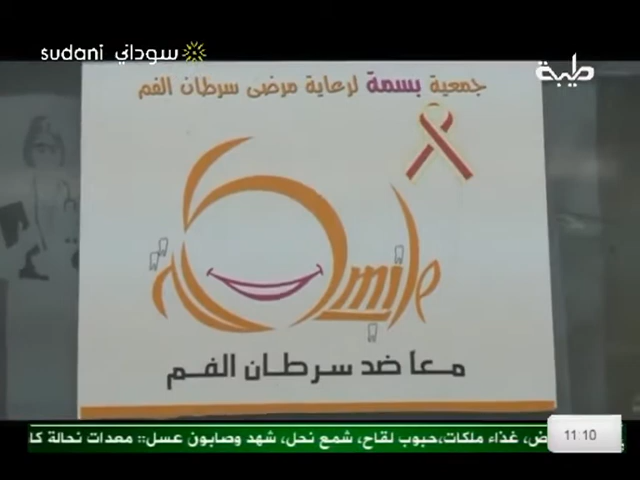 sudani سوداني
طيبة
جمعية بسمة لرعاية مرضى سرطان الفم
Smile
معا ضد سرطان الفم
ض، غذاء ملكات،حبوب لقاح، شمع نحل، شهد وصابون عسل:: معدات نحالة كا
11:10